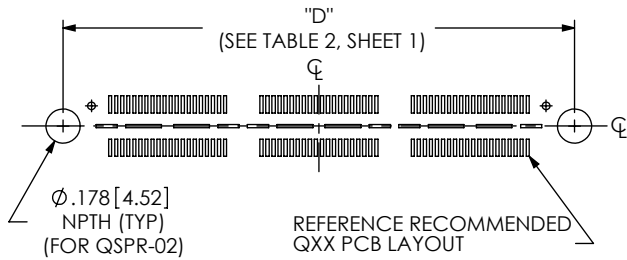 "D"
(SEE TABLE 2, SHEET 1)
℄
℄
Ø.178[4.52]
NPTH (TYP)
(FOR QSPR-02)
REFERENCE RECOMMENDED
QXX PCB LAYOUT